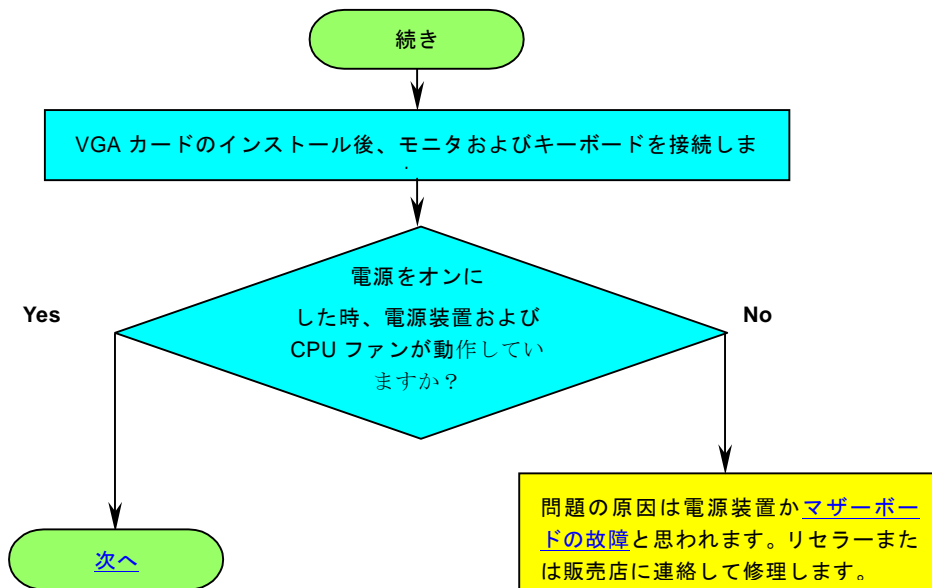 続き
VGA カードのインストール後、モニタおよびキーボードを接続しま
電源をオンに
した時、電源装置および
CPU ファンが動作してい
ますか？
Yes
No
問題の原因は電源装置かマザーボー
ドの故障と思われます。リセラーまた
は販売店に連絡して修理します。
次へ